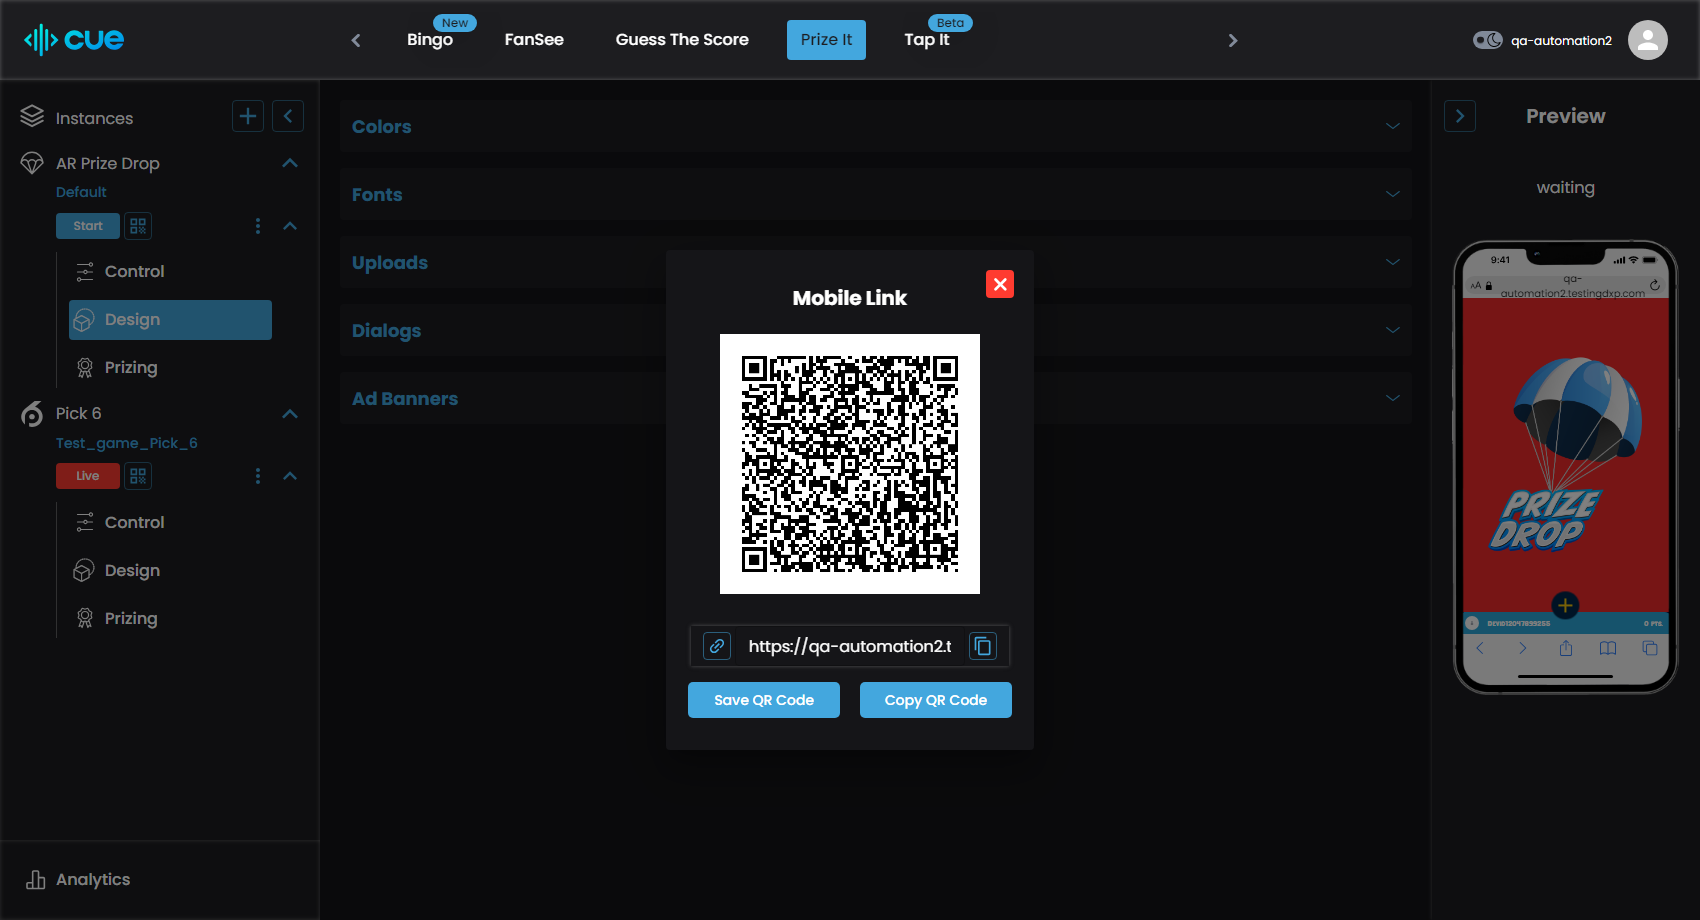 cue
Bingo
New
FanSee
Guess The Score
Prize It
Tap It
Beta
qa-automation2
Instances
AR Prize Drop
Default
Start
Control
Design
Prizing
Pick 6
Test_game_Pick_6
Live
Control
Design
Prizing
Analytics
Colors
Fonts
Uploads
Dialogs
Ad Banners
Mobile Link
https://qa-automation2.t
Save QR Code
Copy QR Code
Preview
waiting
9:41
AA
qa-
automation2.testingdxp.com
PRIZE
DROP
0 PTS.